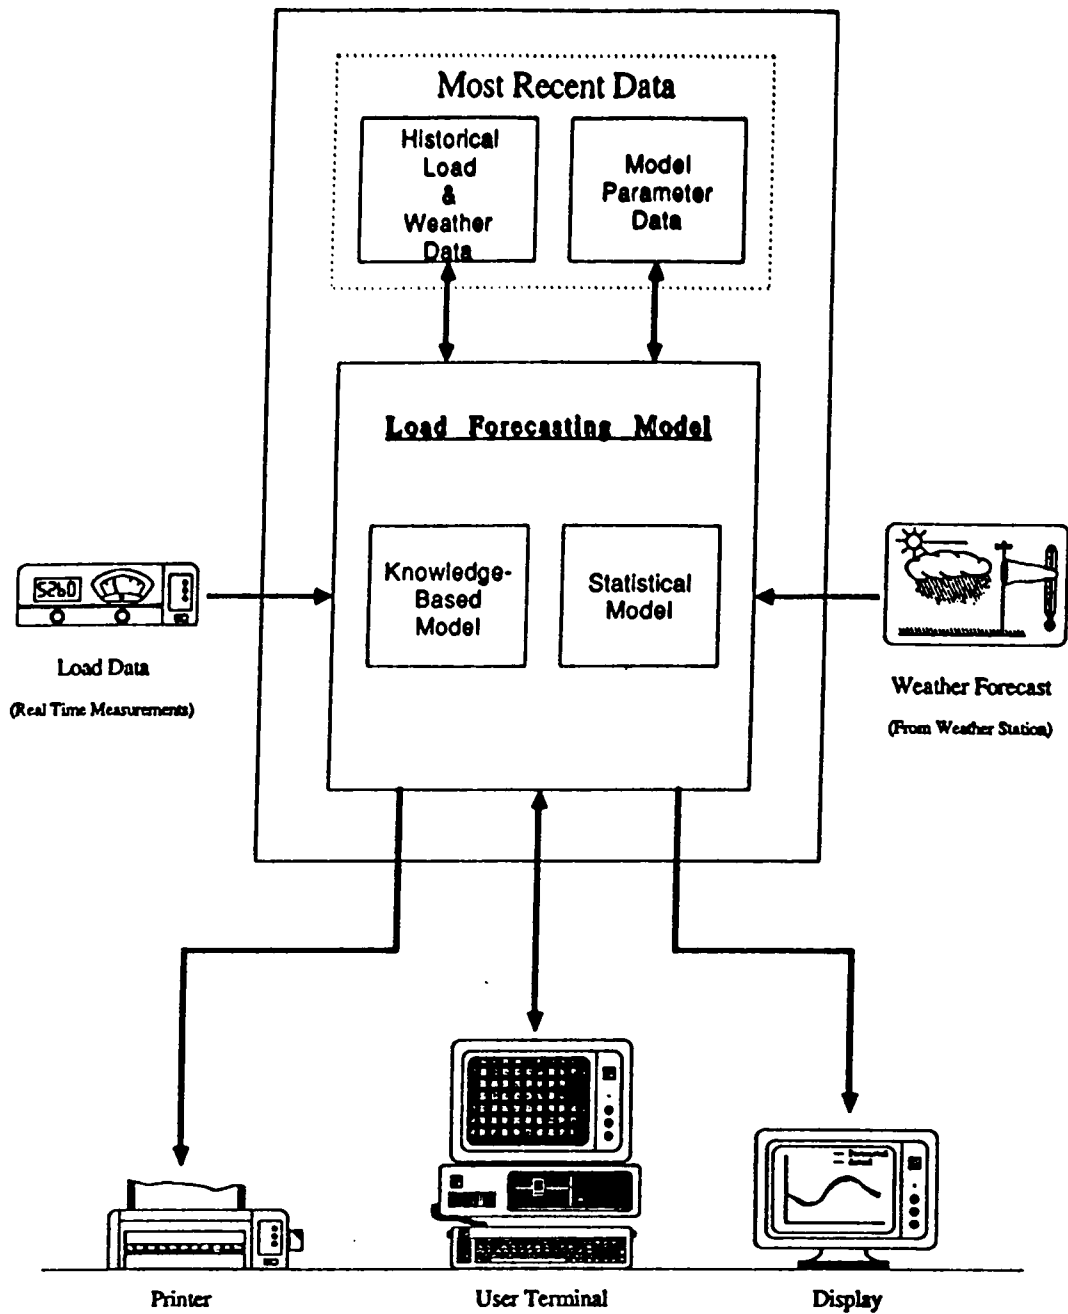 Most Recent Data
Historical
Load
&
Weather
Data
Model
Parameter
Data
Load Forecasting Model
Knowledge-
Based
Model
Statistical
Model
Load Data
(Real Time Measurements)
Weather Forecast
(From Weather Station)
Printer
User Terminal
Display